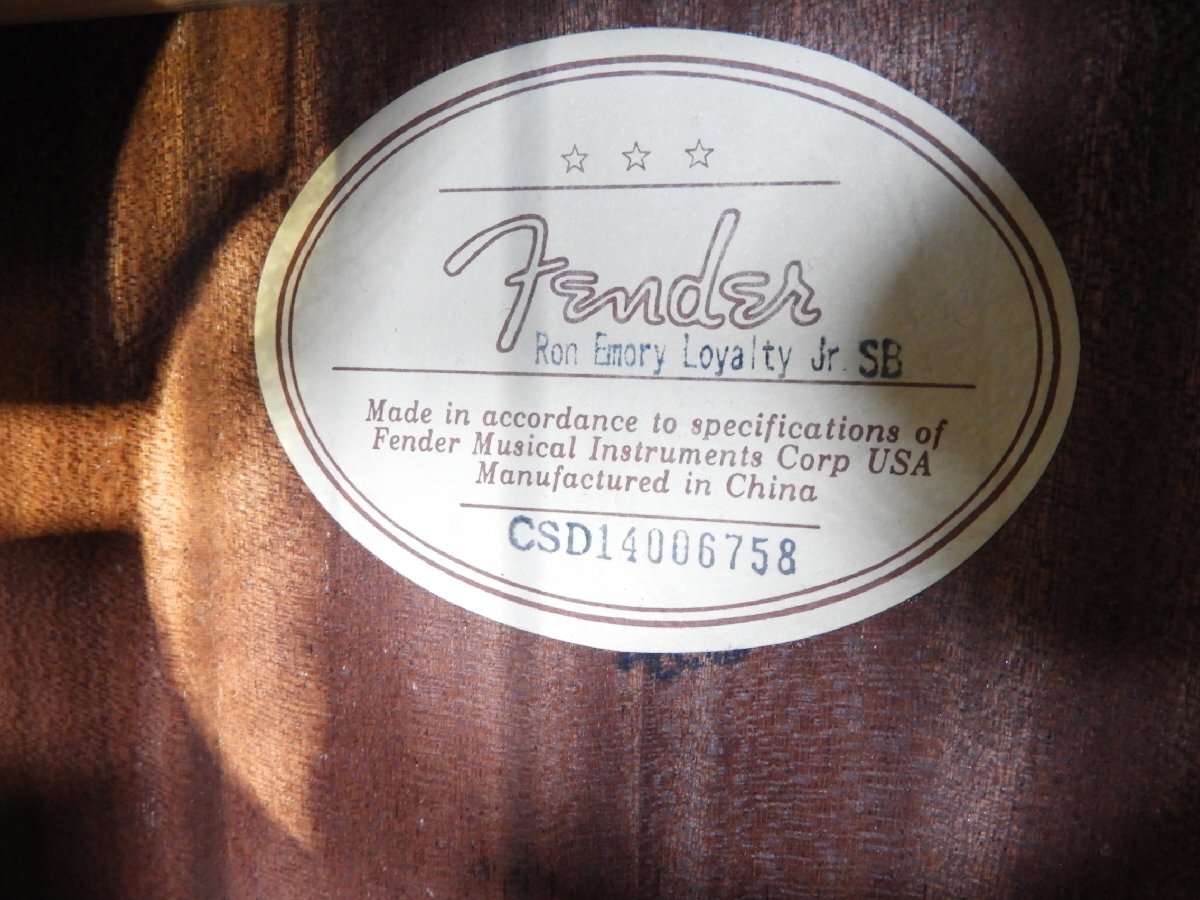 Fender
Ron Emory Loyalty Jr. SB
Made in accordance to specifications of
Fender Musical Instruments Corp USA
Manufactured in China
CSD14006758